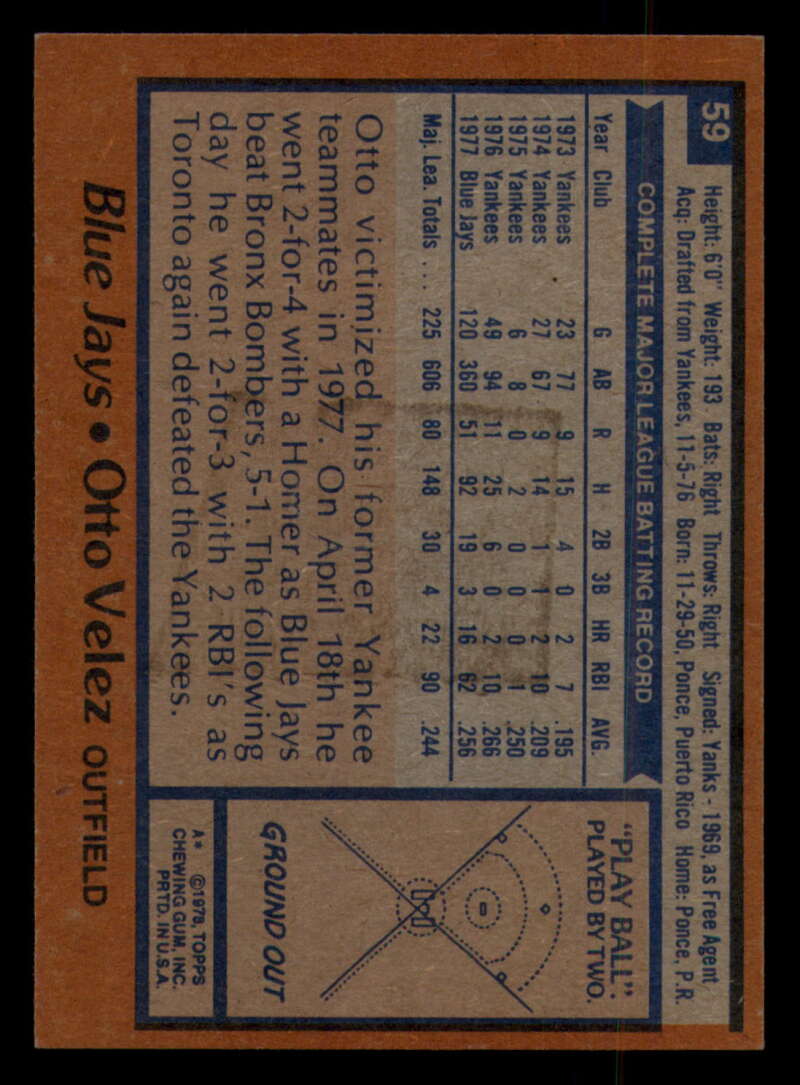 59
Height: 6'0" Weight: 193 Bats: Right Throws: Right Signed: Yanks - 1969, as Free Agent
Acq: Drafted from Yankees, 11-5-76 Born: 11-29-50, Ponce, Puerto Rico Home: Ponce, P.R.
COMPLETE MAJOR LEAGUE BATTING RECORD
Year Club G AB R H 2B 3B HR RBI AVG.
1973 Yankees 23 77 9 15 4 0 2 7 .195
1974 Yankees 27 67 9 14 1 1 2 10 .209
1975 Yankees 6 8 0 2 0 0 0 1 .250
1976 Yankees 49 94 11 25 6 0 2 10 .266
1977 Blue Jays 120 360 51 92 19 3 16 62 .256
Maj. Lea. Totals .... 225 606 80 148 30 4 22 90 .244
Otto victimized his former Yankee
teammates in 1977. On April 18th he
went 2-for-4 with a Homer as Blue Jays
beat Bronx Bombers, 5-1. The following
day he went 2-for-3 with 2 RBI's as
Toronto again defeated the Yankees.
"PLAY BALL":
PLAYED BY TWO.
GROUND OUT
A* ©1978, TOPPS
CHEWING GUM, INC.
PRTD. IN U.S.A.
Blue Jays • Otto Velez OUTFIELD